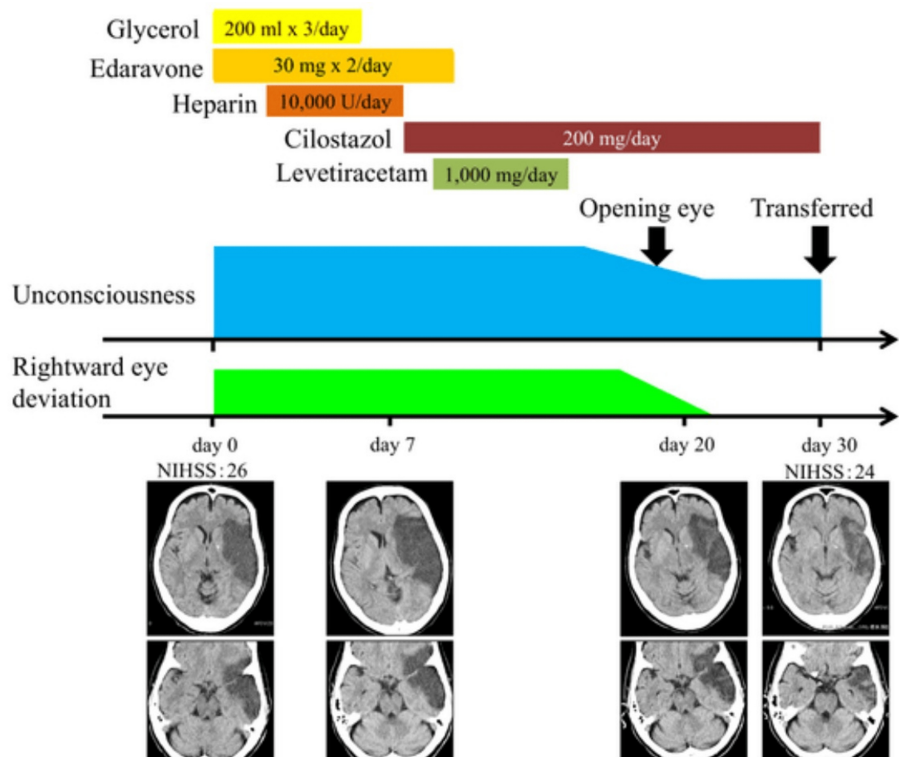 Glycerol 200 ml x 3/day
Edaravone 30 mg x 2/day
Heparin 10,000 U/day
Cilostazol 200 mg/day
Levetiracetam 1,000 mg/day
Opening eye Transferred
Unconsciousness
Rightward eye
deviation
day 0 day 7 day 20 day 30
NIHSS:26 NIHSS:24